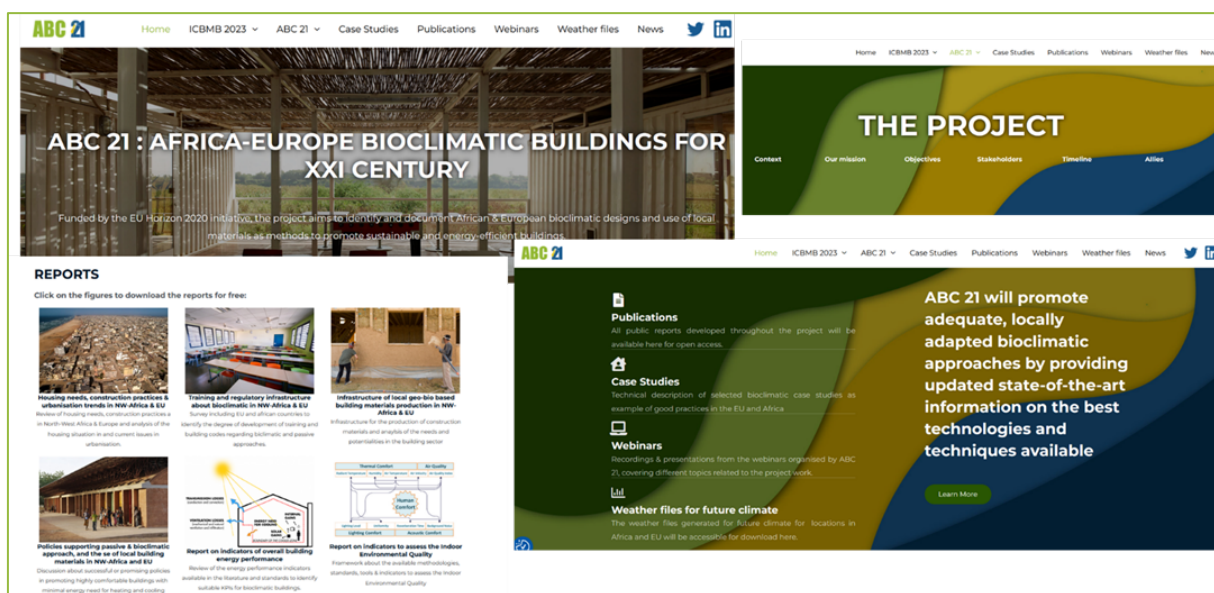 ABC 21
Home ICBMB 2023 ABC 21 Case Studies Publications Webinars Weather files News
ABC 21 : AFRICA-EUROPE BIOCLIMATIC BUILDINGS FOR
XXI CENTURY
Funded by the EU Horizon 2020 initiative, the project aims to identify and document African & European bioclimatic designs and use of local
materials as methods to promote sustainable and energy-efficient buildings.
Home ICBMB 2023 ABC 21 Case Studies Publications Webinars Weather files New
THE PROJECT
Context Our mission Objectives Stakeholders Timeline Allies
REPORTS
Click on the figures to download the reports for free:
Housing needs, construction practices &
urbanisation trends in NW-Africa & EU
Review of housing needs, construction practices a
in North-West Africa & Europe and analysis of the
housing situation in and current issues in
urbanisation.
Training and regulatory infrastructure
about bioclimatic in NW-Africa & EU
Survey including EU and african countries to
identify the degree of development of training and
building codes regarding biclimatic and passive
approaches.
Infrastructure of local geo-bio based
building materials production in NW-
Africa & EU
Infrastructure for the production of construction
materials and anaylsis of the needs and
potentialities in the building sector
Policies supporting passive & bioclimatic
approach, and the se of local building
materials in NW-Africa and EU
Discussion about successful or promising policies
in promoting highly comfortable buildings with
minimal energy need for heating and cooling
TRANSMISSION
LOSSES
VENTILATION LOSSES
ENERGY NEED
FOR HEATING
SOLAR
GAINS
Report on indicators of overall building
energy performance
Review of the energy performance indicators
available in the literature and standards to identify
suitable KPIs for bioclimatic buildings.
Thermal Comfort Air Quality
Human
Comfort
Lighting Comfort Acoustic Comfort
Report on indicators to assess the Indoor
Environmental Quality
Framework about the available methodologies,
standards, tools & indicators to assess the Indoor
Environmental Quality
ABC 21
Home ICBMB 2023 ABC 21 Case Studies Publications Webinars Weather files News
Publications
All public reports developed throughout the project will be
available here for open access.
Case Studies
Technical description of selected bioclimatic case studies as
example of good practices in the EU and Africa
Webinars
Recordings & presentations from the webinars organised by ABC
21, covering different topics related to the project work.
Weather files for future climate
The weather files generated for future climate for locations in
Africa and EU will be accessible for download here.
ABC 21 will promote
adequate, locally
adapted bioclimatic
approaches by providing
updated state-of-the-art
information on the best
technologies and
techniques available
Learn More